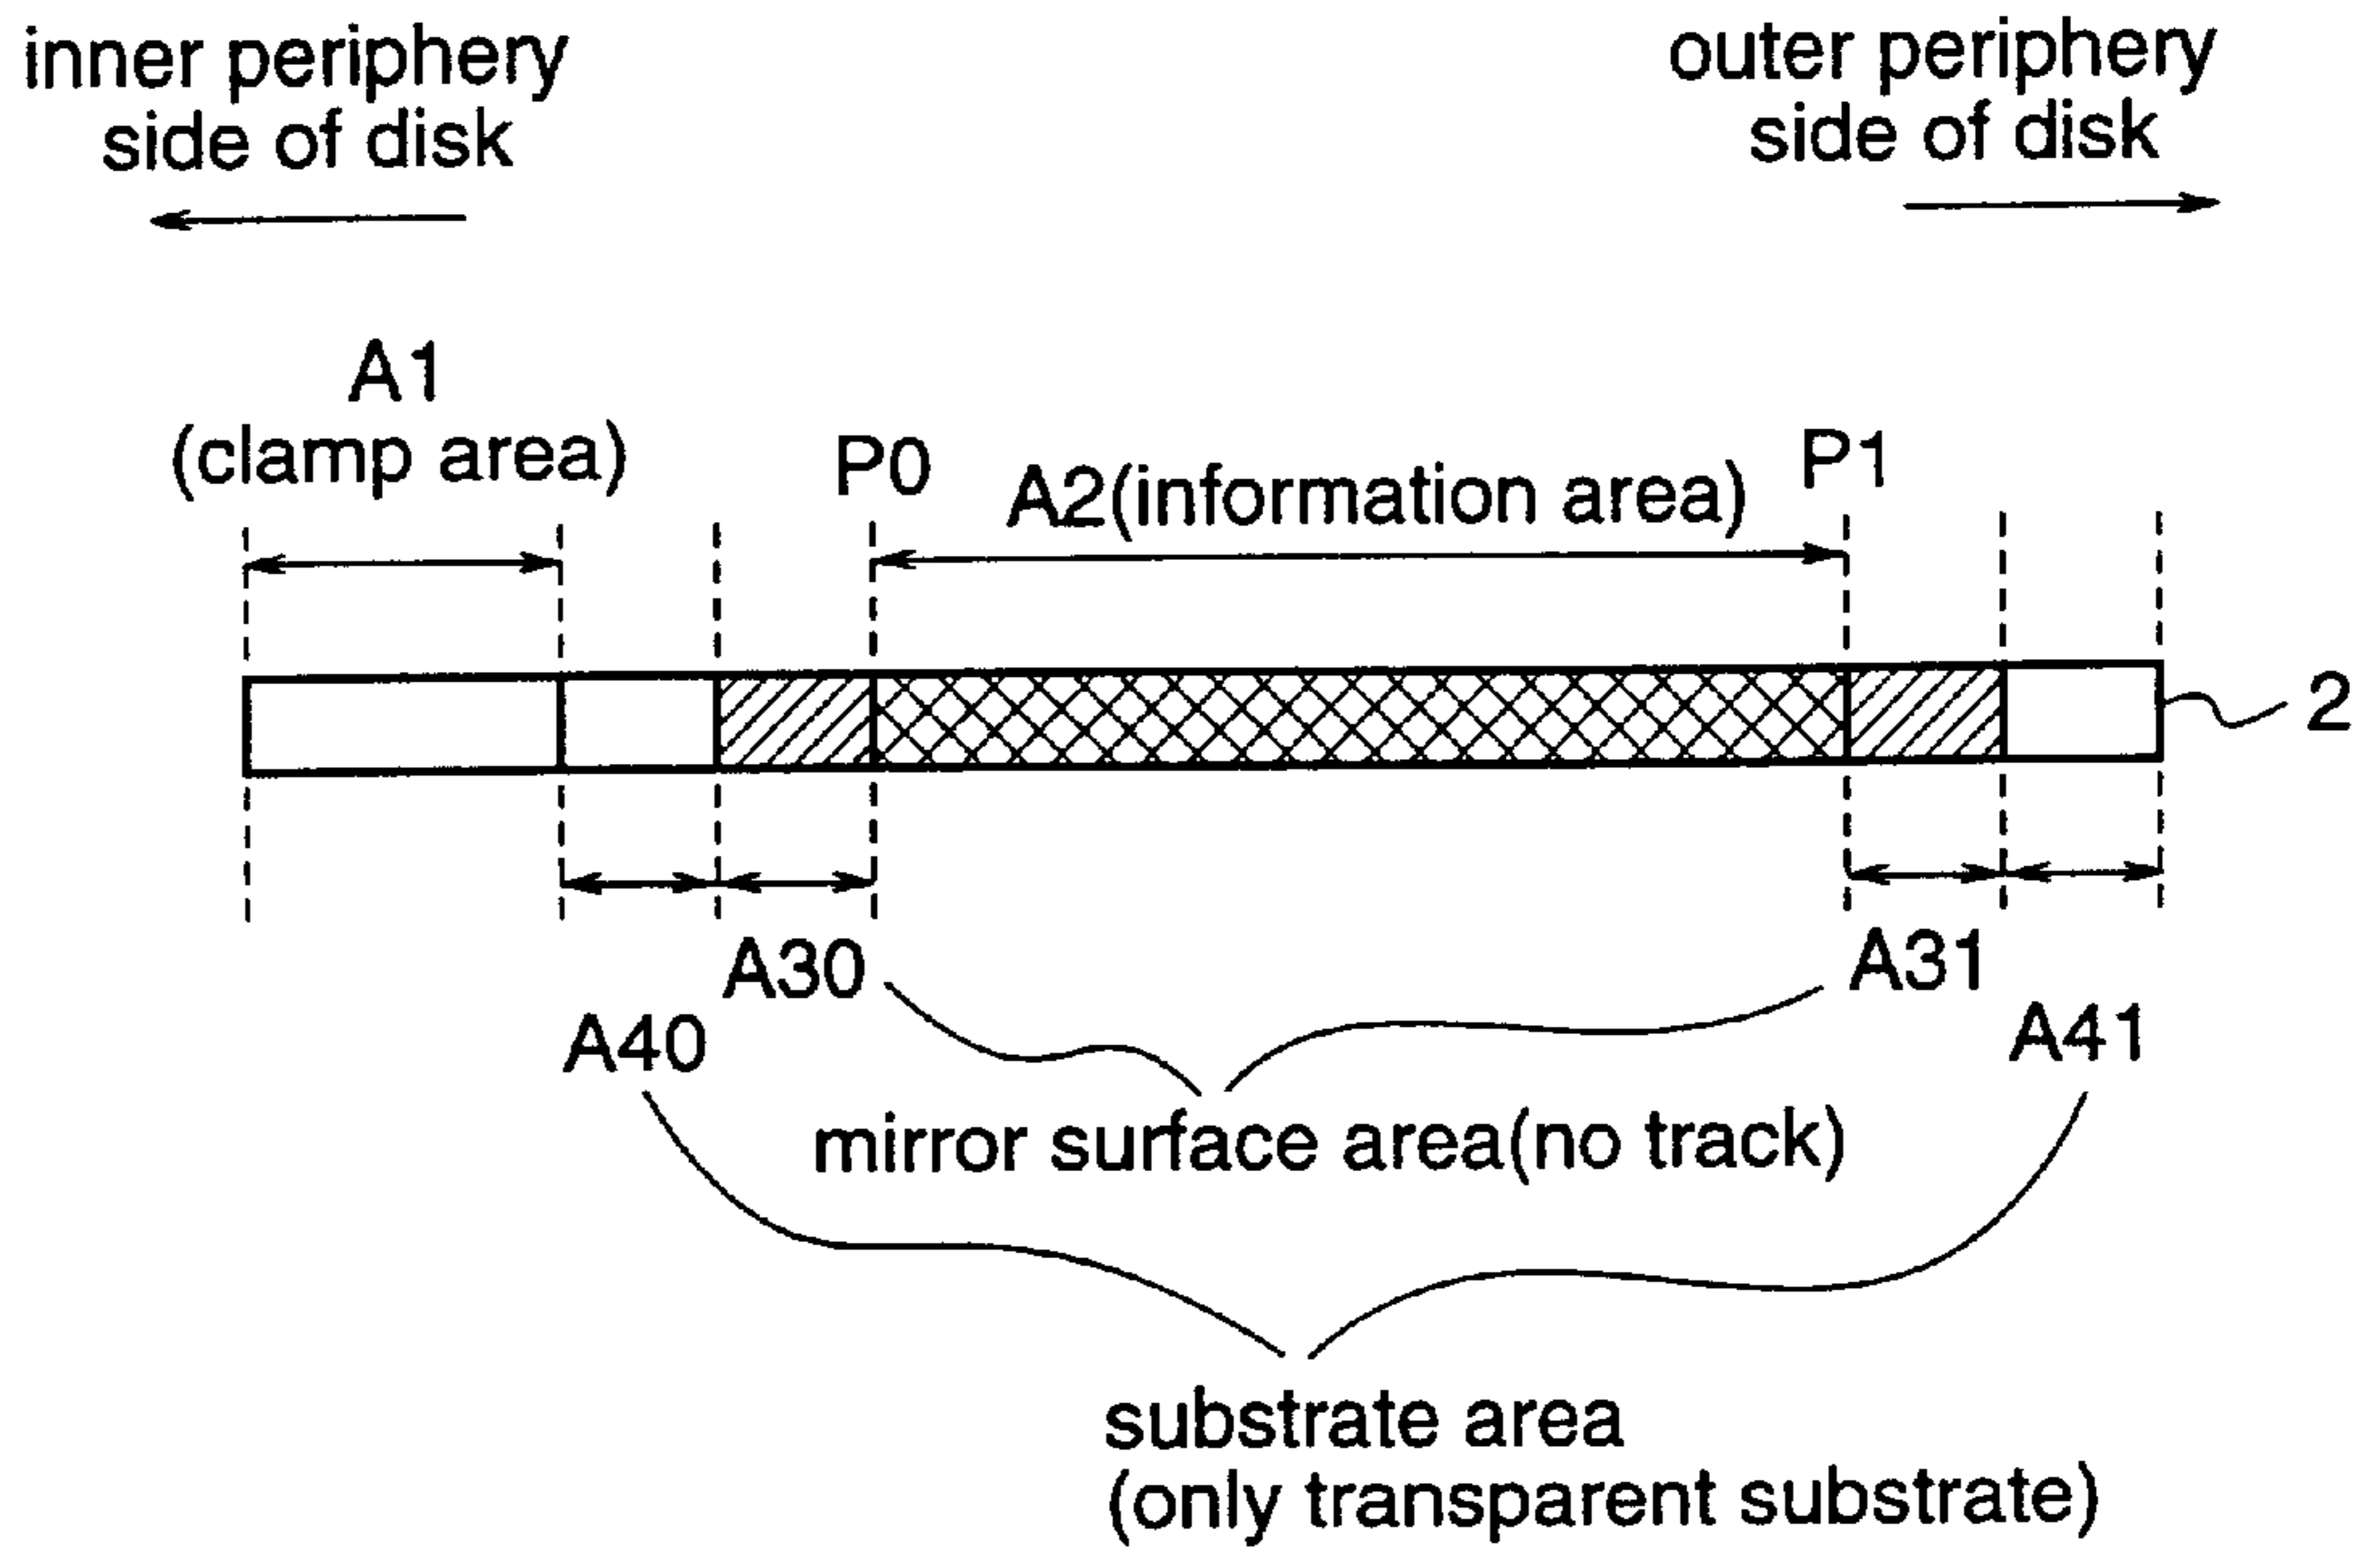 inner periphery
side of disk
outer periphery
side of disk
A1
(clamp area)
P0
A2(information area)
P1
2
A30
A31
A40
A41
mirror surface area(no track)
substrate area
(only transparent substrate)